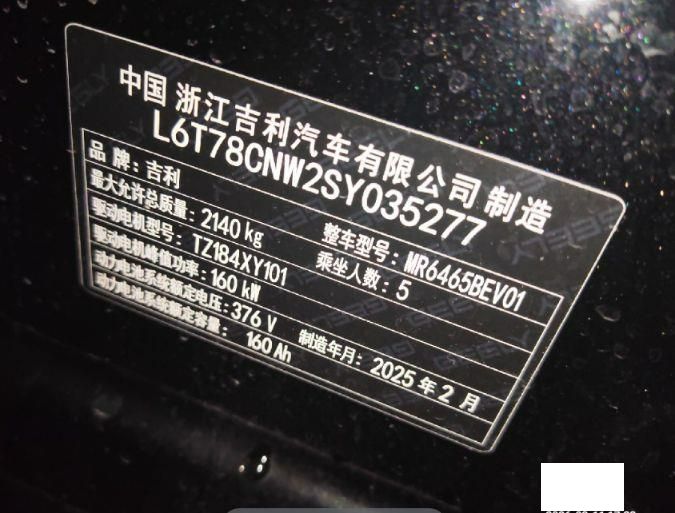 中国 浙江吉利汽车有限公司 制造
L6T78CNW2SY035277
品 牌：吉利
整车型号：MR6465BEV01
最大允许总质量：2140 kg
乘坐人数：5
驱动电机型号：TZ184XY101
驱动电机峰值功率：160 kW
动力电池系统额定电压：376 V
制造年月：2025 年 2 月
动力电池系统额定容量：160 Ah